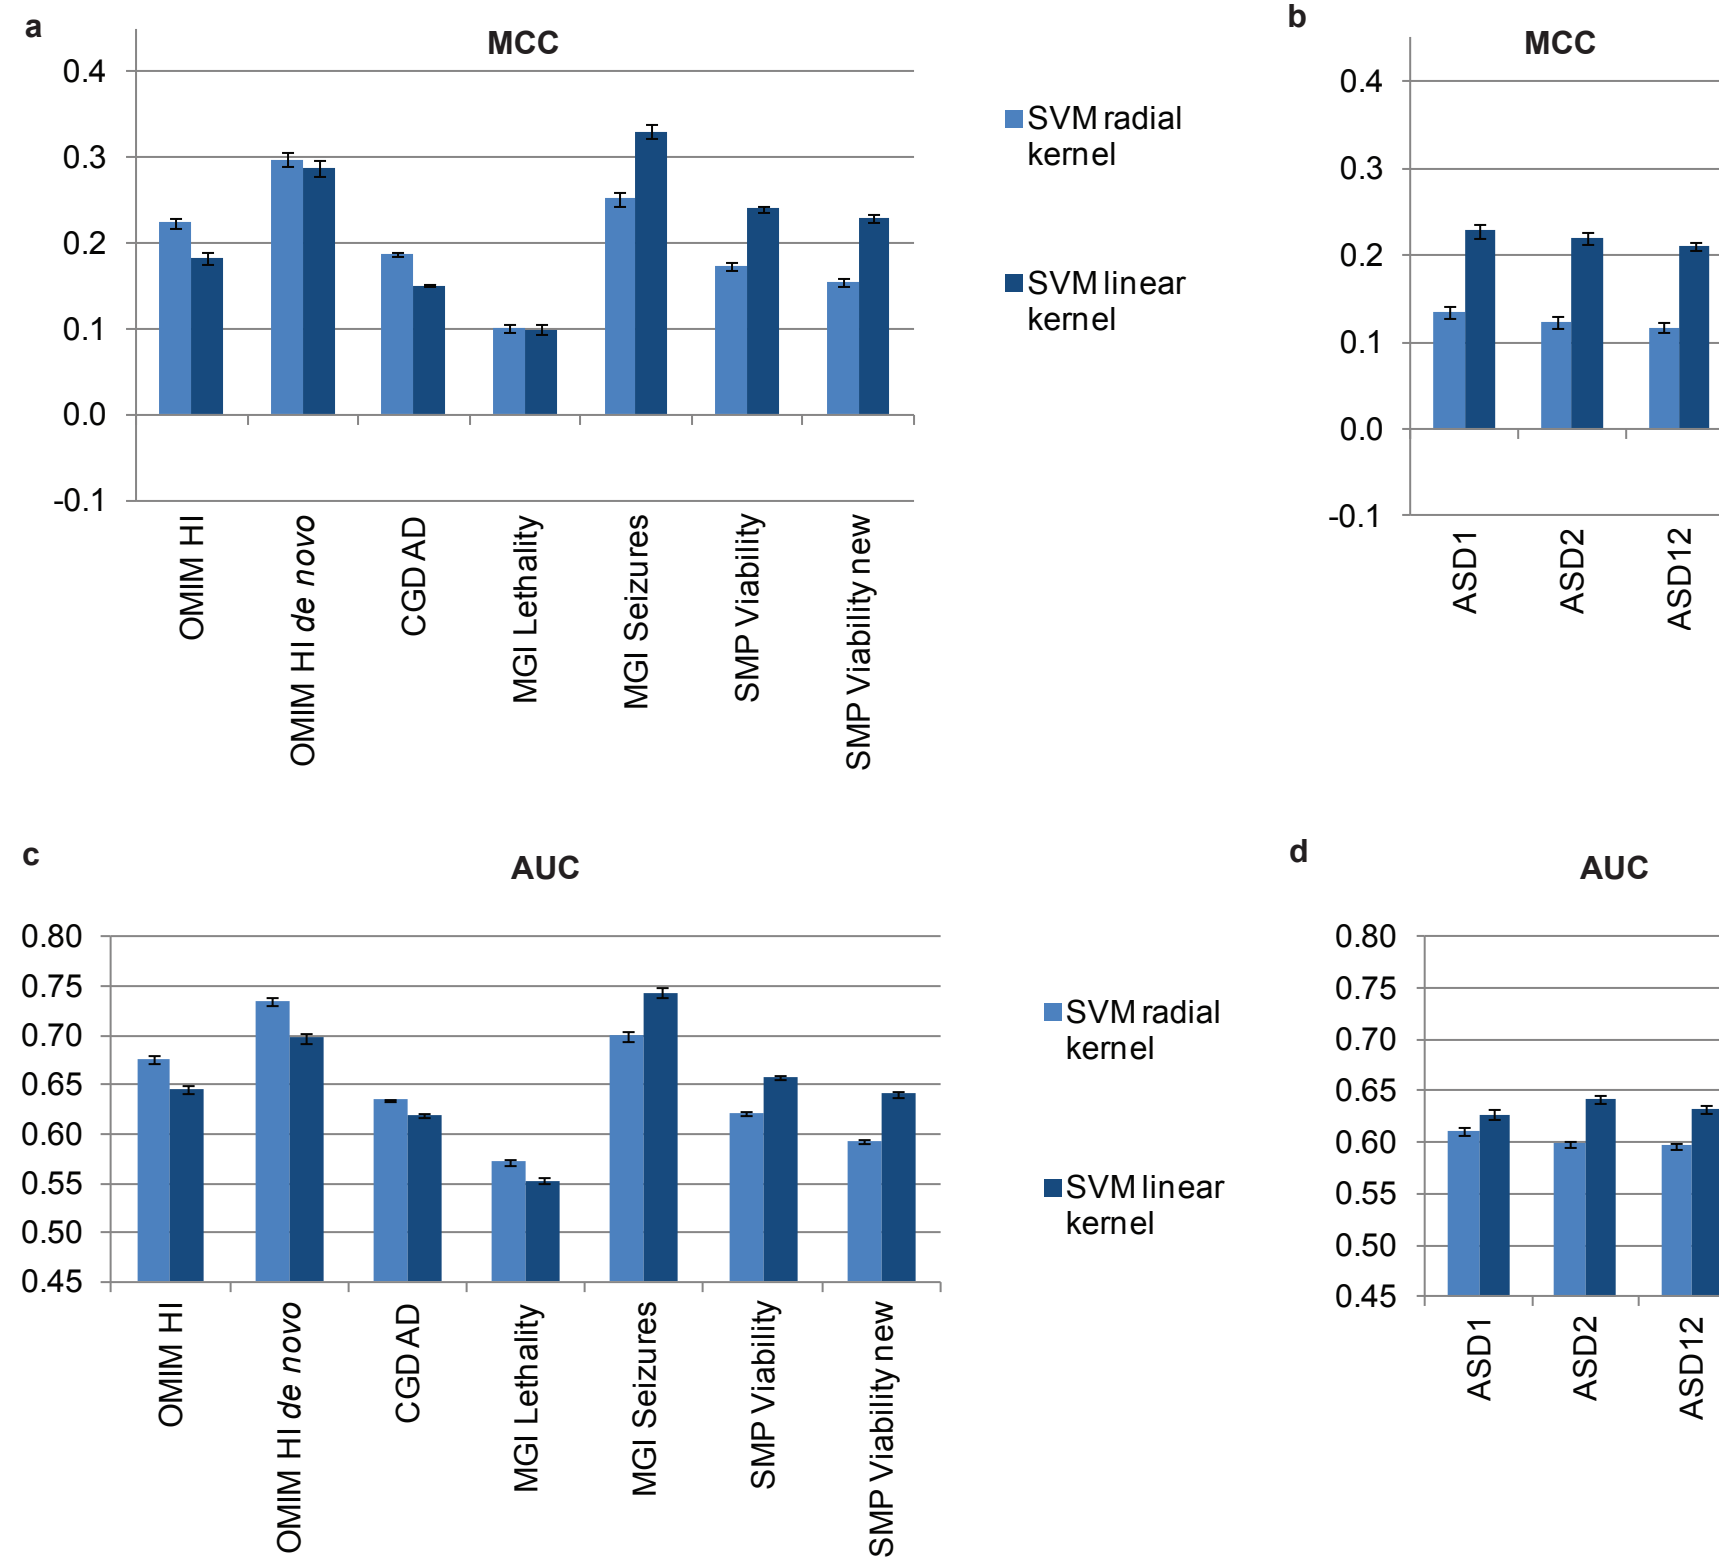 a
MCC
0.4
0.3
0.2
0.1
0.0
-0.1
OMIM HI
OMIM HI de novo
CGD AD
MGI Lethality
MGI Seizures
SMP Viability
SMP Viability new
SVM radial
kernel
SVM linear
kernel
b
MCC
0.4
0.3
0.2
0.1
0.0
-0.1
ASD1
ASD2
ASD12
c
AUC
0.80
0.75
0.70
0.65
0.60
0.55
0.50
0.45
OMIM HI
OMIM HI de novo
CGD AD
MGI Lethality
MGI Seizures
SMP Viability
SMP Viability new
SVM radial
kernel
SVM linear
kernel
d
AUC
0.80
0.75
0.70
0.65
0.60
0.55
0.50
0.45
ASD1
ASD2
ASD12